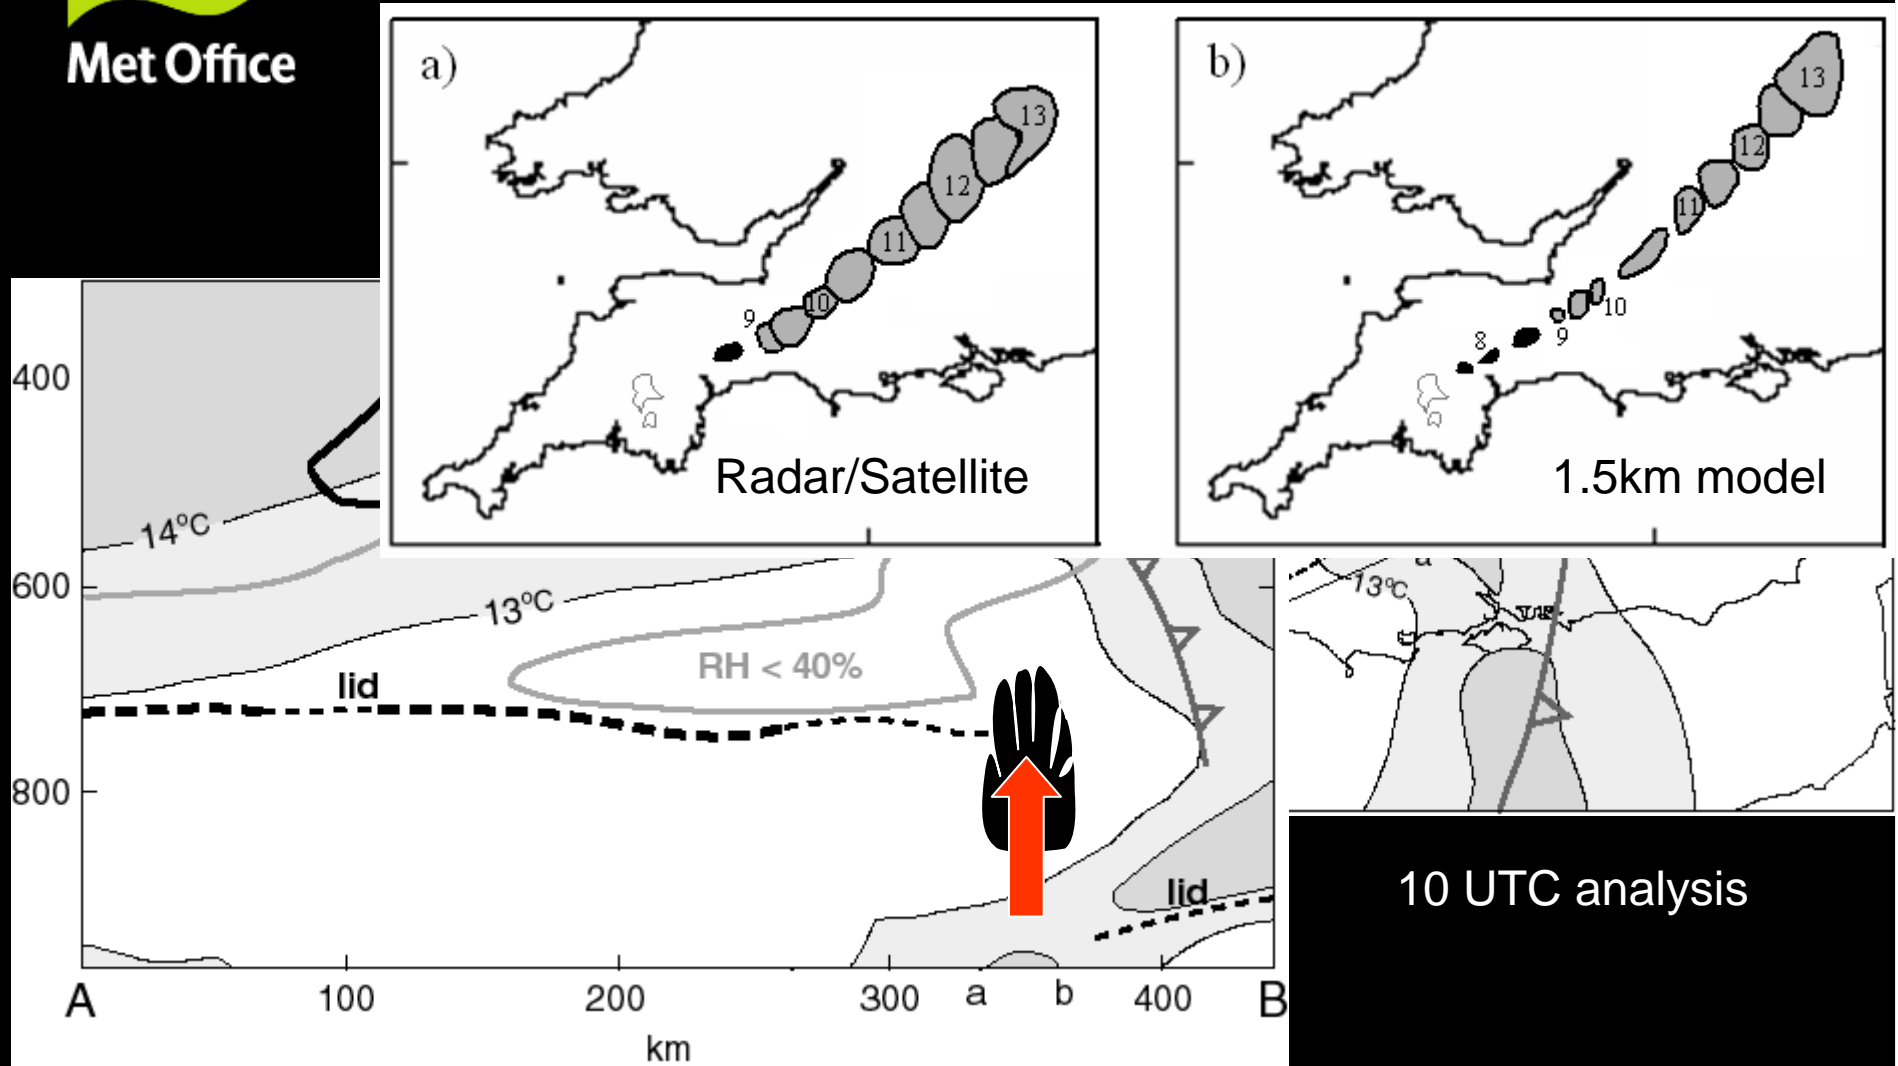 Met Office
a)
13
12
11
10
9
Radar/Satellite
b)
13
12
11
10
9
8
1.5km model
400
600
800
14°C
13°C
RH < 40%
lid
lid
A
100
200
300
a
b
400
B
km
a
13°C
10 UTC analysis